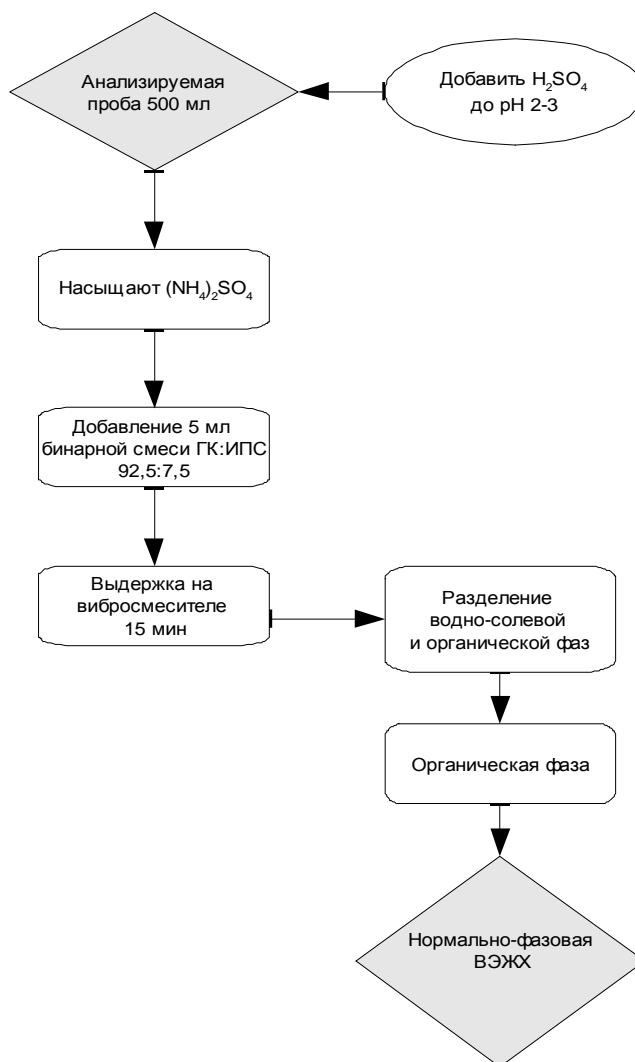 Анализируемая
проба 500 мл
Добавить H₂SO₄
до рН 2-3
Насыщают (NH₄)₂SO₄
Добавление 5 мл
бинарной смеси ГК:ИПС
92,5:7,5
Выдержка на
вибросмесителе
15 мин
Разделение
водно-солевой
и органической фаз
Органическая фаза
Нормально-фазовая
ВЭЖХ